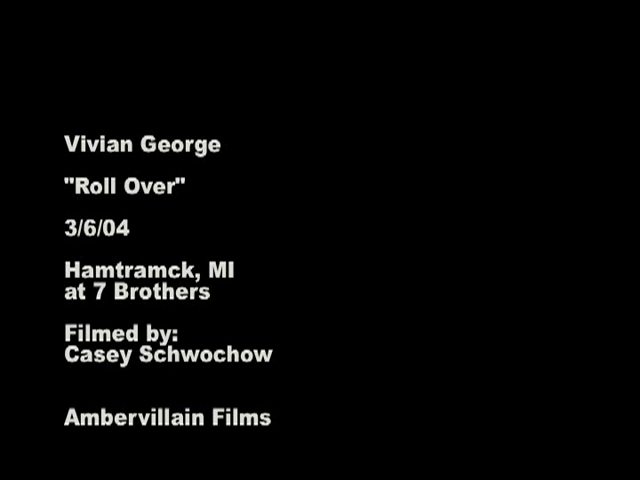 Vivian George
"Roll Over"
3/6/04
Hamtramck, MI
at 7 Brothers
Filmed by:
Casey Schwochow
Ambervillain Films